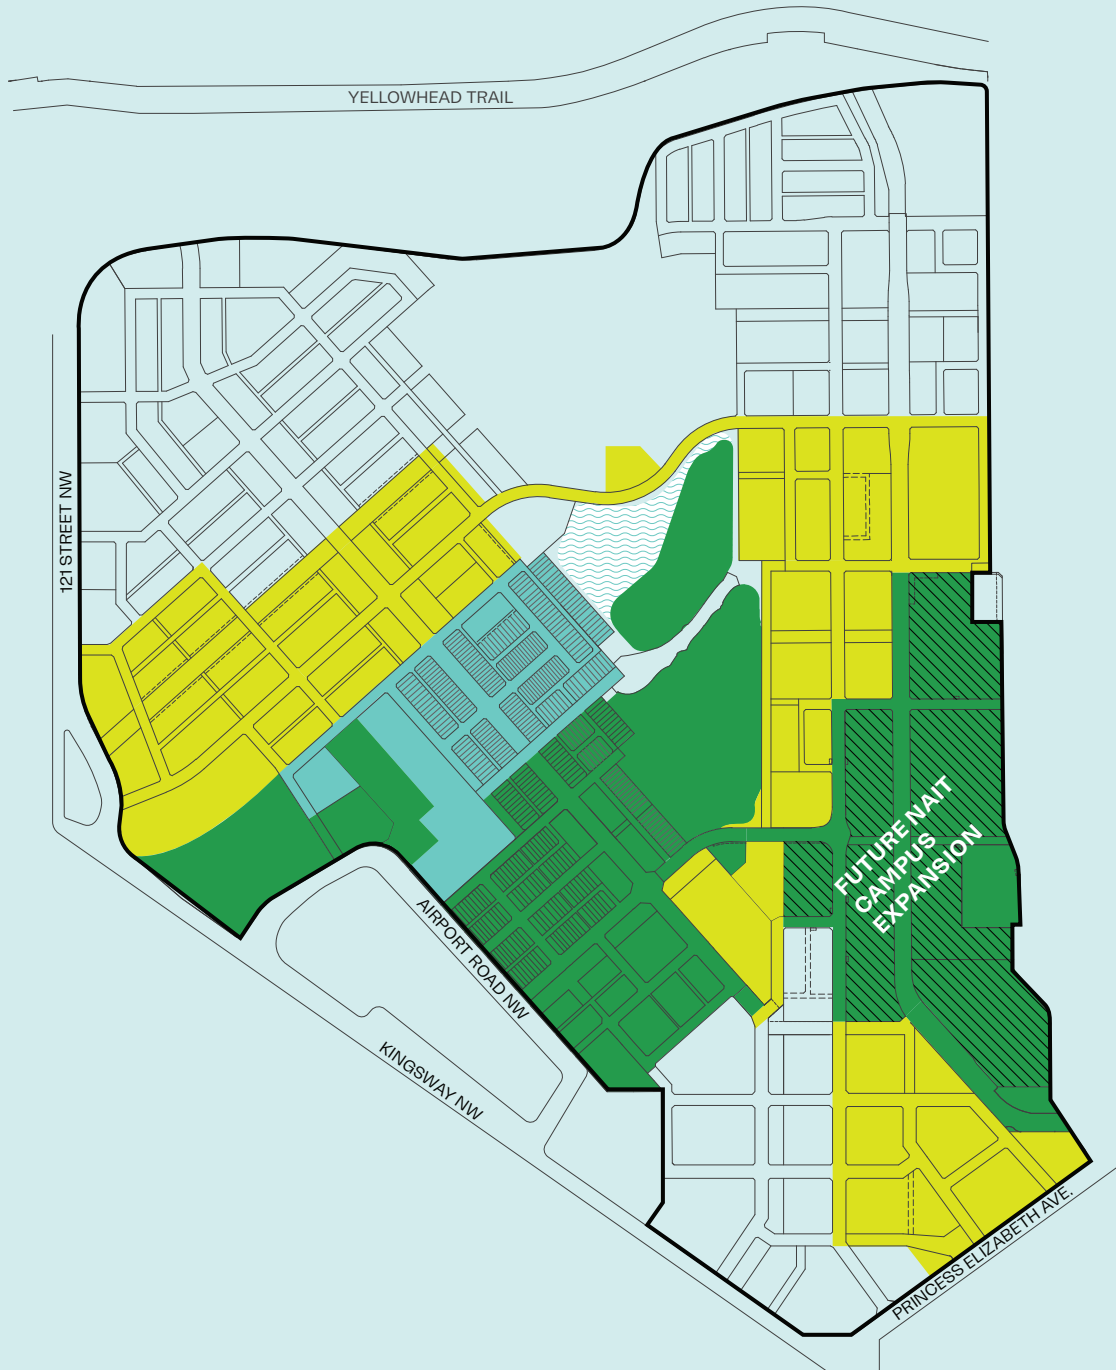 YELLOWHEAD TRAIL
121 STREET NW
FUTURE NAIT
CAMPUS
EXPANSION
AIRPORT ROAD NW
KINGSWAY NW
PRINCESS ELIZABETH AVE.